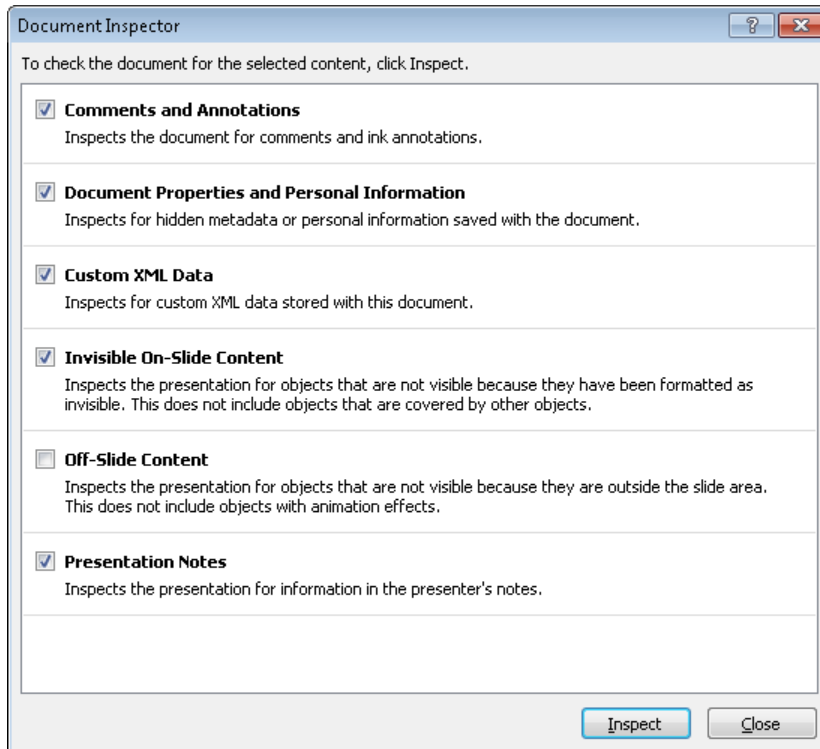 Document Inspector
To check the document for the selected content, click Inspect.
Comments and Annotations
Inspects the document for comments and ink annotations.
Document Properties and Personal Information
Inspects for hidden metadata or personal information saved with the document.
Custom XML Data
Inspects for custom XML data stored with this document.
Invisible On-Slide Content
Inspects the presentation for objects that are not visible because they have been formatted as
invisible. This does not include objects that are covered by other objects.
Off-Slide Content
Inspects the presentation for objects that are not visible because they are outside the slide area.
This does not include objects with animation effects.
Presentation Notes
Inspects the presentation for information in the presenter's notes.
Inspect Close